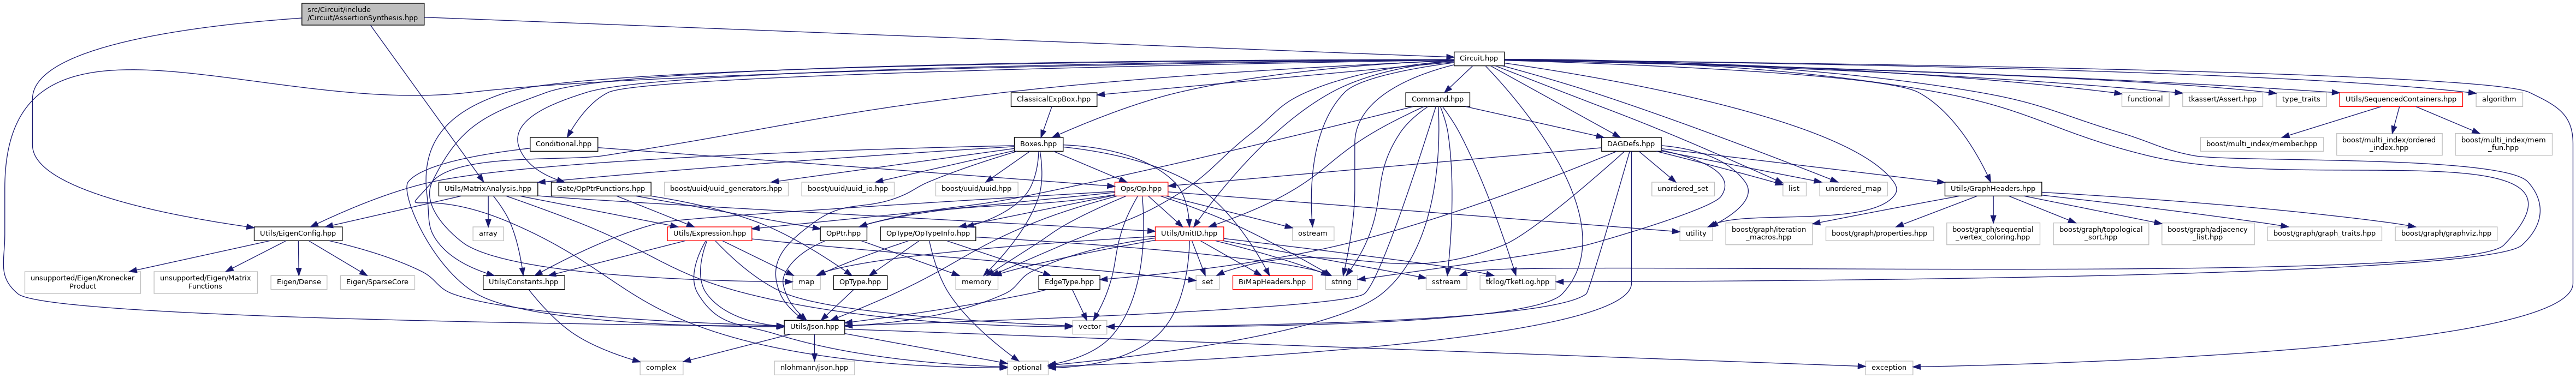 src/Circuit/include
/Circuit/AssertionSynthesis.hpp
Circuit.hpp
ClassicalExpBox.hpp
Command.hpp
functional
tkassert/Assert.hpp
type_traits
Utils/SequencedContainers.hpp
algorithm
Conditional.hpp
Boxes.hpp
DAGDefs.hpp
boost/multi_index/member.hpp
boost/multi_index/ordered
_index.hpp
boost/multi_index/mem
_fun.hpp
Utils/MatrixAnalysis.hpp
Gate/OpPtrFunctions.hpp
boost/uuid/uuid_generators.hpp
boost/uuid/uuid_io.hpp
boost/uuid/uuid.hpp
Ops/Op.hpp
unordered_set
list
unordered_map
Utils/GraphHeaders.hpp
Utils/EigenConfig.hpp
array
Utils/Expression.hpp
OpPtr.hpp
OpType/OpTypeInfo.hpp
Utils/UnitID.hpp
ostream
utility
boost/graph/iteration
_macros.hpp
boost/graph/properties.hpp
boost/graph/sequential
_vertex_coloring.hpp
boost/graph/topological
_sort.hpp
boost/graph/adjacency
_list.hpp
boost/graph/graph_traits.hpp
boost/graph/graphviz.hpp
unsupported/Eigen/Kronecker
Product
unsupported/Eigen/Matrix
Functions
Eigen/Dense
Eigen/SparseCore
Utils/Constants.hpp
map
OpType.hpp
memory
EdgeType.hpp
set
BiMapHeaders.hpp
string
sstream
tklog/TketLog.hpp
Utils/Json.hpp
vector
complex
nlohmann/json.hpp
optional
exception